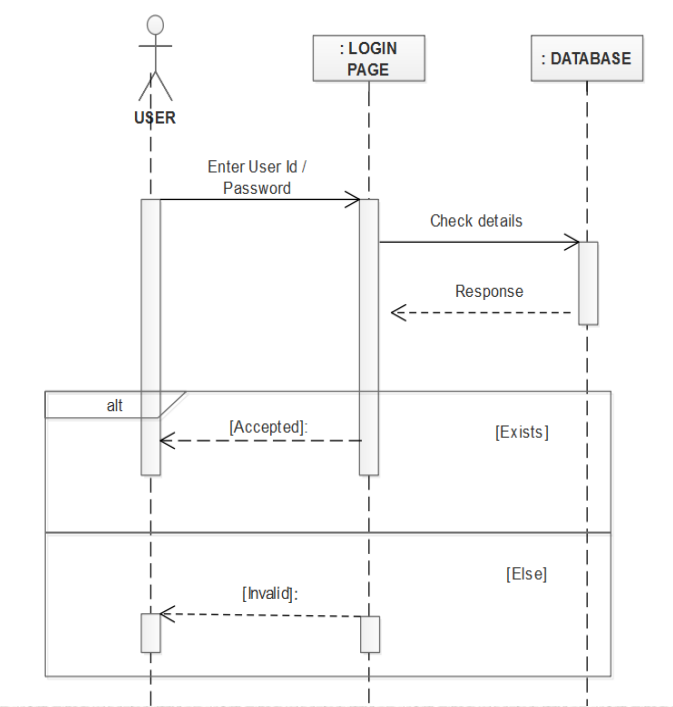 : LOGIN
PAGE
: DATABASE
USER
Enter User Id /
Password
Check details
Response
alt
[Accepted]:
[Exists]
[Else]
[Invalid]: